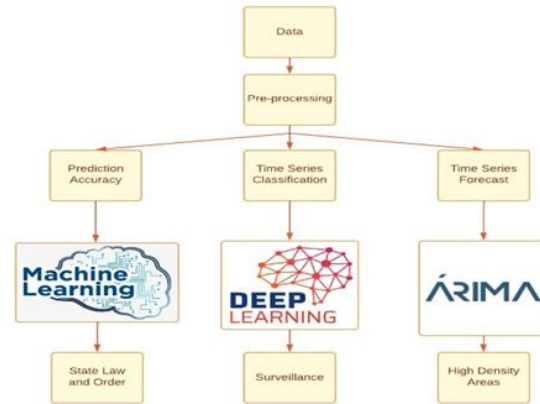 Data
Pre-processing
Prediction
Accuracy
Time Series
Classification
Time Series
Forecast
Machine
Learning
DEEP
LEARNING
ÁRIMA
State Law
and Order
Surveillance
High Density
Areas